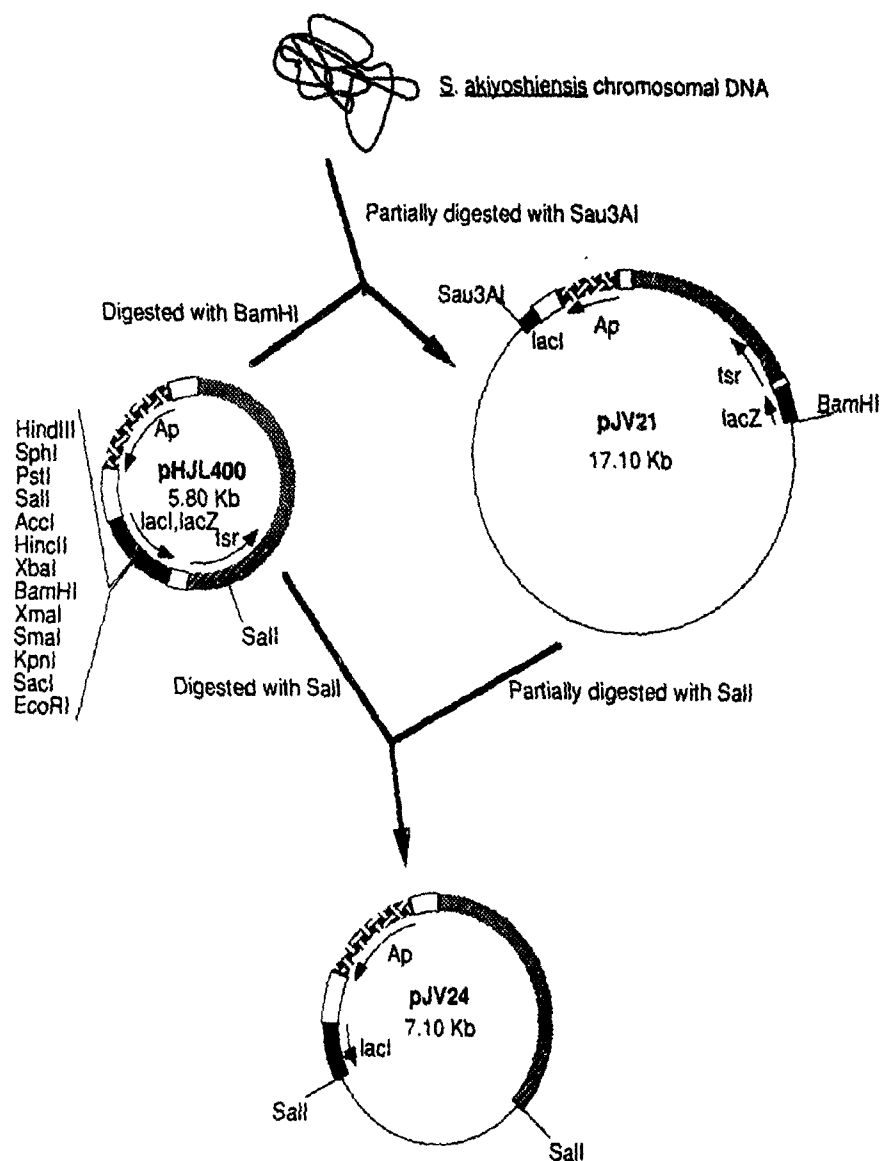 S. akiyoshiensis chromosomal DNA
Partially digested with Sau3AI
Digested with BamHI
Sau3AI
lacI
Ap
tsr
lacZ
BamHI
pJV21
17.10 Kb
HindIII
SphI
PstI
SalI
AccI
HincII
XbaI
BamHI
XmaI
SmaI
KpnI
SacI
EcoRI
Ap
pHJL400
5.80 Kb
lacI,lacZ
tsr
SalI
Digested with SalI
Partially digested with SalI
Ap
pJV24
7.10 Kb
lacI
SalI
SalI